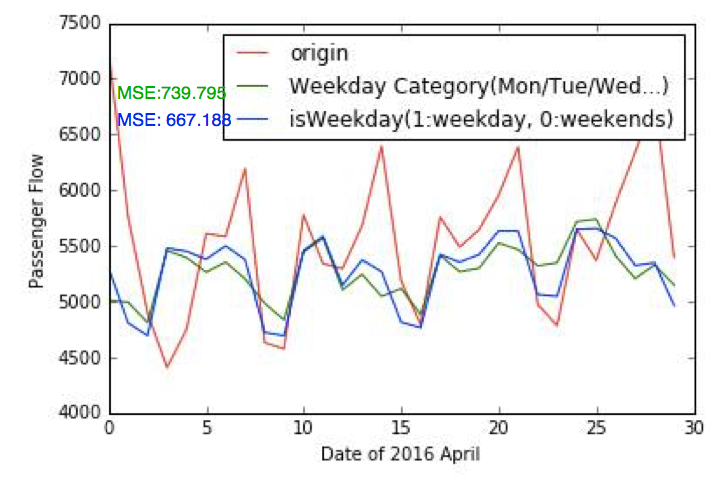 7500
7000
6500
6000
5500
5000
4500
4000
Passenger Flow
origin
Weekday Category(Mon/Tue/Wed...)
isWeekday(1:weekday, 0:weekends)
MSE:739.795
MSE: 667.188
0 5 10 15 20 25 30
Date of 2016 April